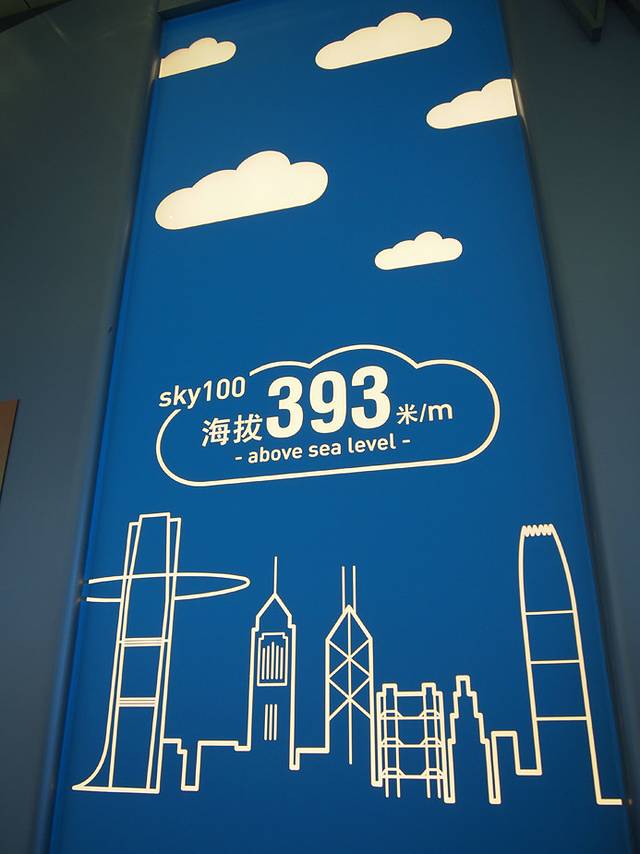 sky100
海拔393米/m
- above sea level -